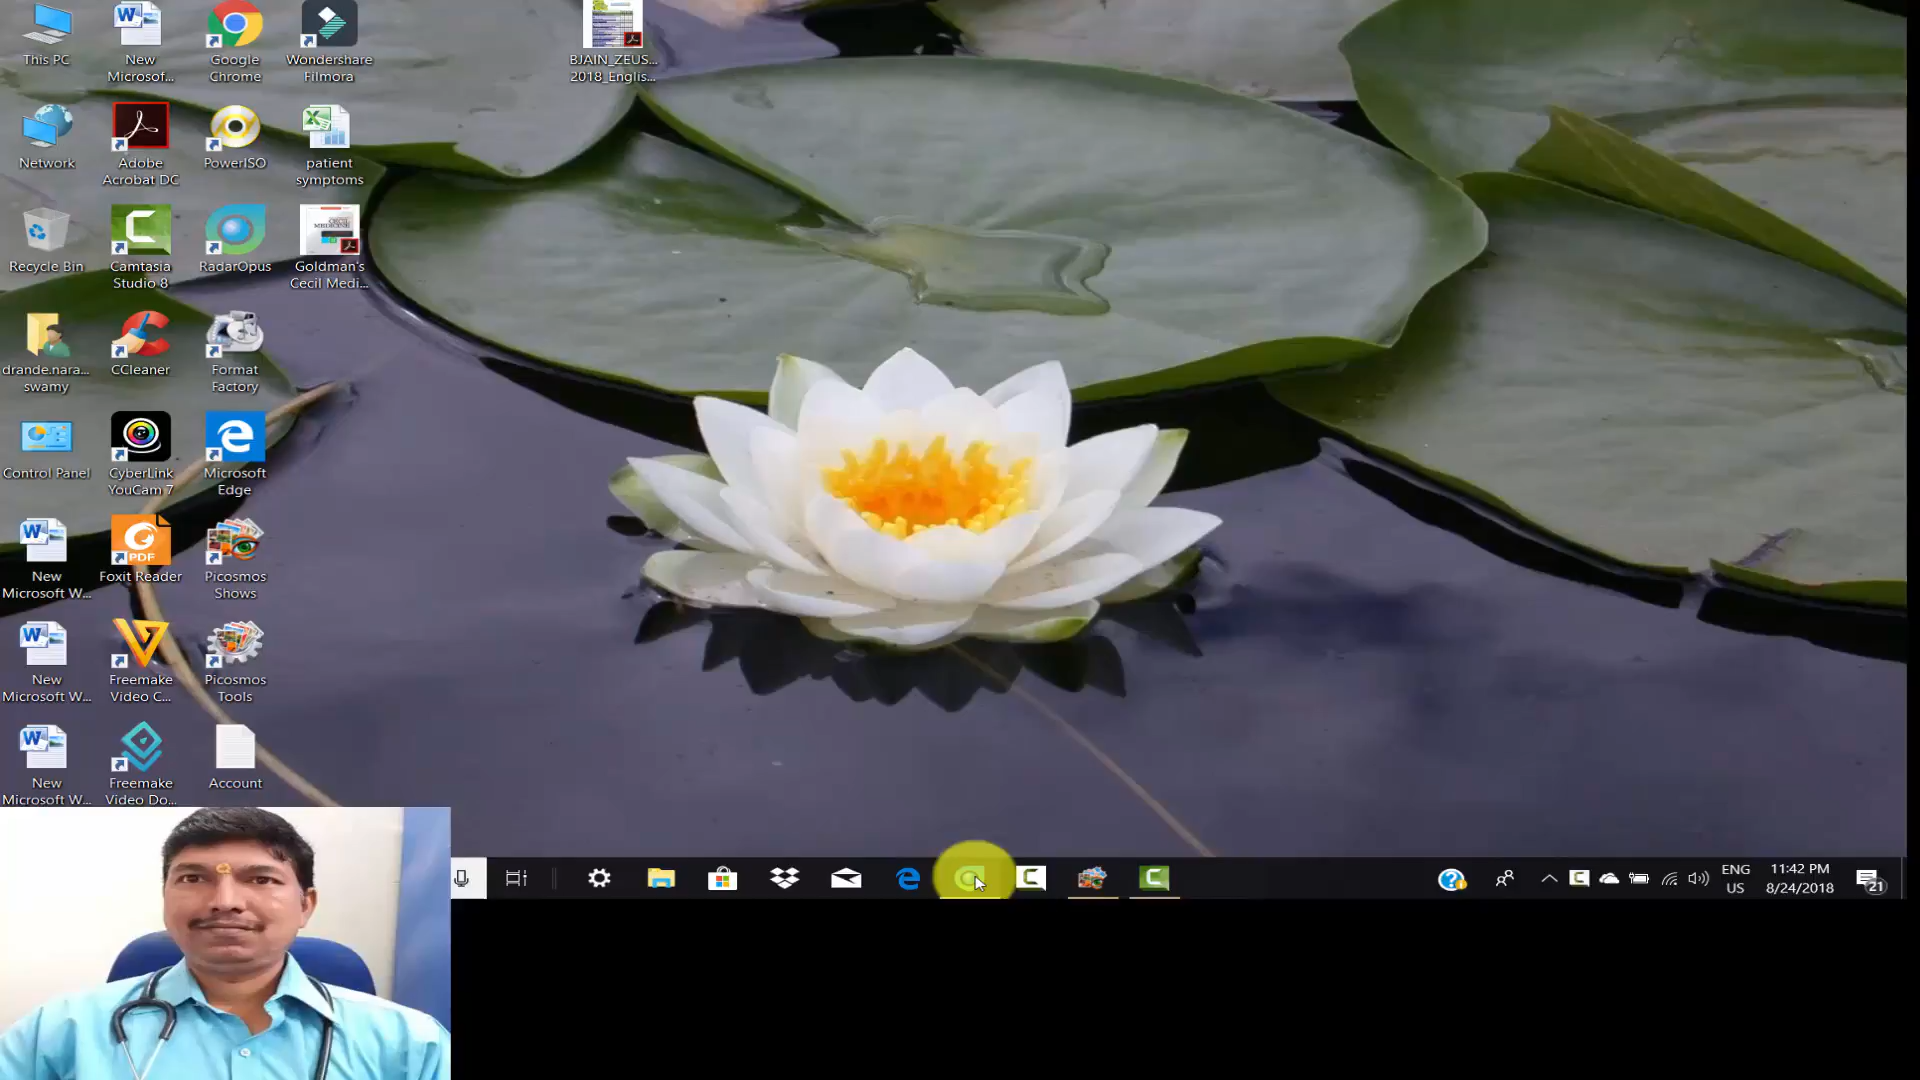 This PC
New
Microsof...
Google
Chrome
Wondershare
Filmora
BJAIN_ZEUS...
2018_Englis...
Network
Adobe
Acrobat DC
PowerISO
patient
symptoms
Recycle Bin
Camtasia
Studio 8
RadarOpus
MEDICINE
Goldman's
Cecil Medi...
drande.nara...
swamy
CCleaner
Format
Factory
Control Panel
CyberLink
YouCam 7
Microsoft
Edge
New
Microsoft W...
PDF
Foxit Reader
Picosmos
Shows
New
Microsoft W...
Freemake
Video C...
Picosmos
Tools
New
Microsoft W...
Freemake
Video Do...
Account
ENG
US
11:42 PM
8/24/2018
21